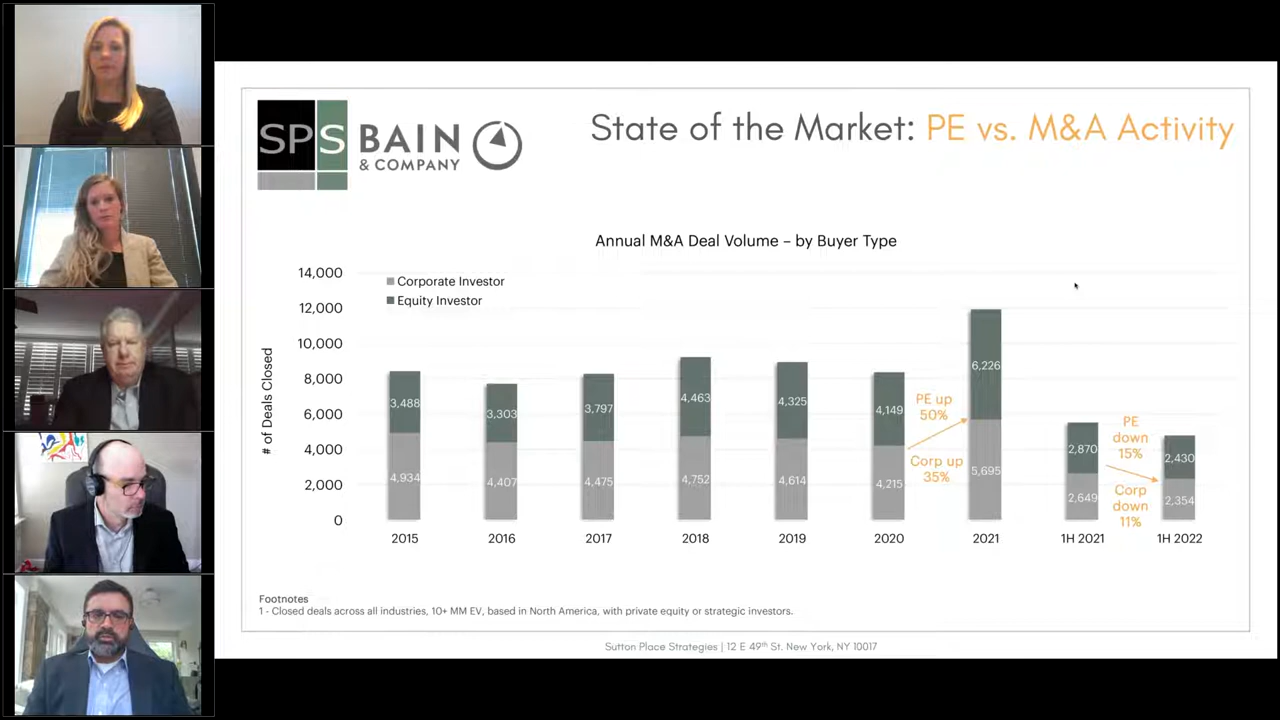 SPS
BAIN
& COMPANY
State of the Market: PE vs. M&A Activity
Annual M&A Deal Volume – by Buyer Type
# of Deals Closed
14,000
12,000
10,000
8,000
6,000
4,000
2,000
0
Corporate Investor
Equity Investor
3,488
4,934
3,303
4,407
3,797
4,475
4,463
4,752
4,325
4,614
4,149
4,215
PE up
50%
Corp up
35%
6,226
5,695
2,870
2,649
PE
down
15%
Corp
down
11%
2,430
2,354
2015
2016
2017
2018
2019
2020
2021
1H 2021
1H 2022
Footnotes
1 - Closed deals across all industries, 10+ MM EV, based in North America, with private equity or strategic investors.
Sutton Place Strategies | 12 E 49th St. New York, NY 10017